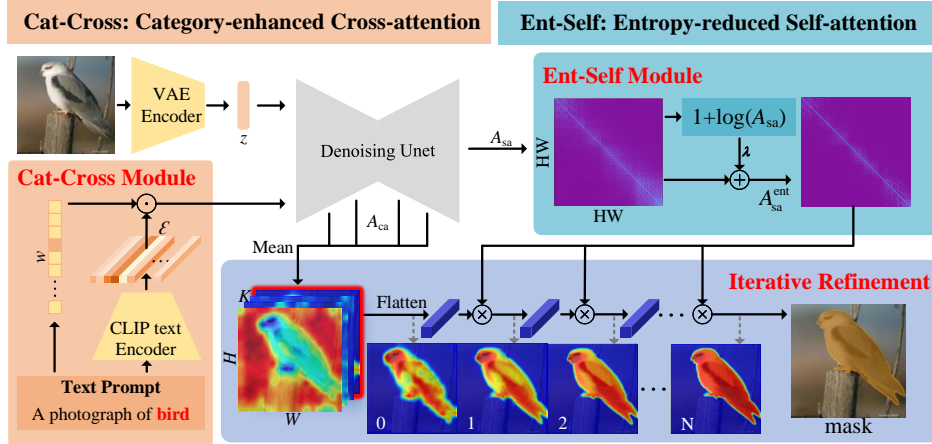 Cat-Cross: Category-enhanced Cross-attention
Ent-Self: Entropy-reduced Self-attention
VAE
Encoder
z
Denoising Unet
A_sa
Ent-Self Module
HW
HW
1+log(A_sa)
λ
A_sa^ent
Cat-Cross Module
w
ℰ
CLIP text
Encoder
Text Prompt
A photograph of bird
A_ca
Mean
Iterative Refinement
K
H
W
Flatten
0
1
2
N
mask